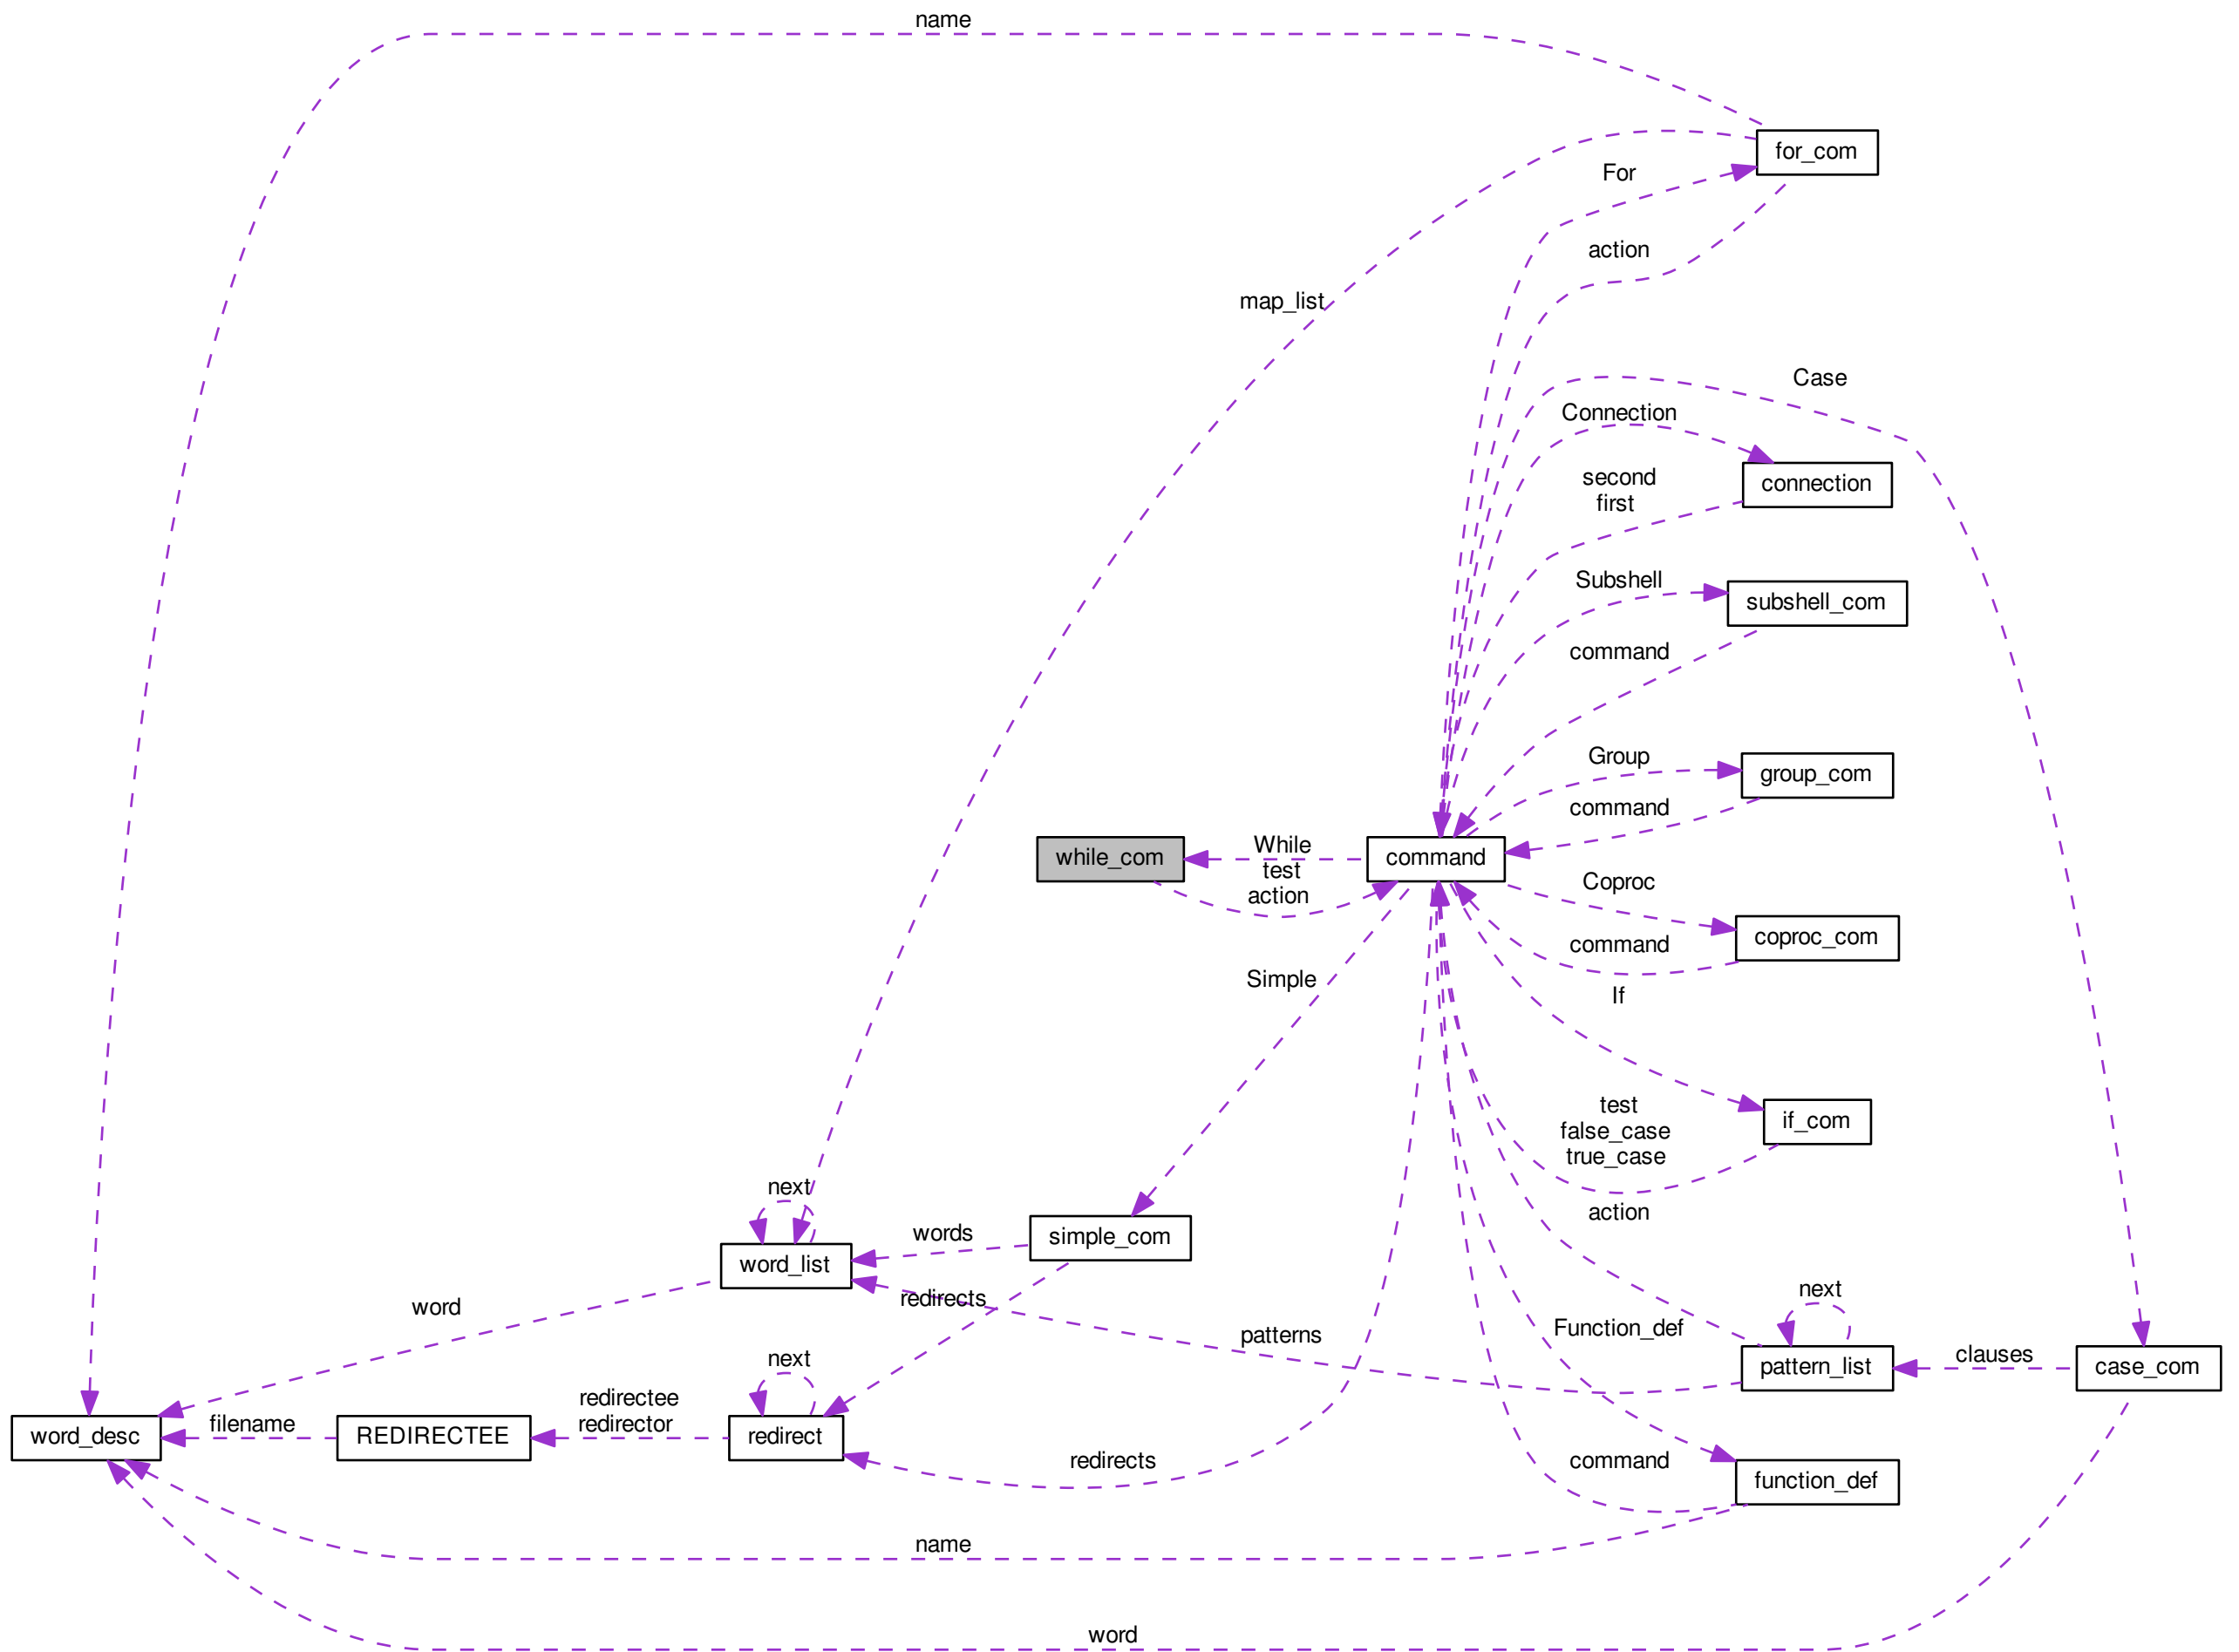 name
for_com
For
action
map_list
Case
Connection
second
first
connection
Subshell
subshell_com
command
Group
group_com
command
while_com
While
test
action
command
Coproc
command
coproc_com
Simple
If
test
false_case
true_case
if_com
action
next
word_list
words
simple_com
word
redirects
patterns
Function_def
next
pattern_list
clauses
case_com
next
word_desc
filename
REDIRECTEE
redirectee
redirector
redirect
redirects
command
function_def
name
word